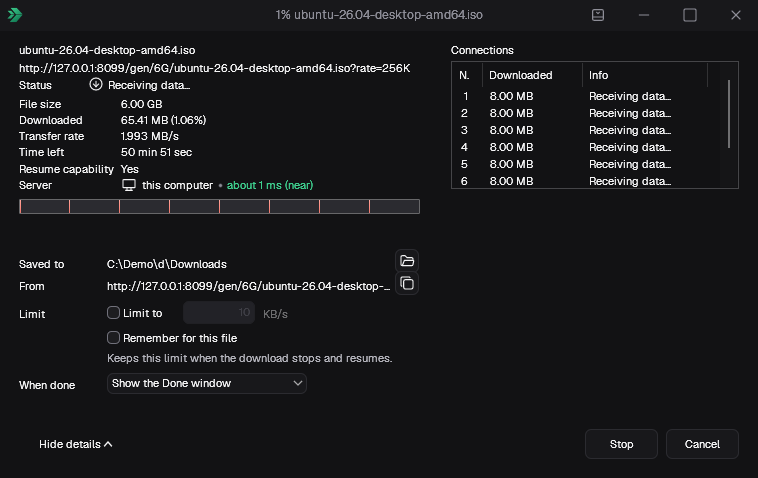 1% ubuntu-26.04-desktop-amd64.iso
ubuntu-26.04-desktop-amd64.iso
http://127.0.0.1:8099/gen/6G/ubuntu-26.04-desktop-amd64.iso?rate=256K
Status Receiving data...
File size 6.00 GB
Downloaded 65.41 MB (1.06%)
Transfer rate 1.993 MB/s
Time left 50 min 51 sec
Resume capability Yes
Server this computer • about 1 ms (near)
Connections
N. Downloaded Info
1 8.00 MB Receiving data...
2 8.00 MB Receiving data...
3 8.00 MB Receiving data...
4 8.00 MB Receiving data...
5 8.00 MB Receiving data...
6 8.00 MB Receiving data...
Saved to C:\Demo\d\Downloads
From http://127.0.0.1:8099/gen/6G/ubuntu-26.04-desktop-...
Limit Limit to 10 KB/s
Remember for this file
Keeps this limit when the download stops and resumes.
When done Show the Done window
Hide details Stop Cancel